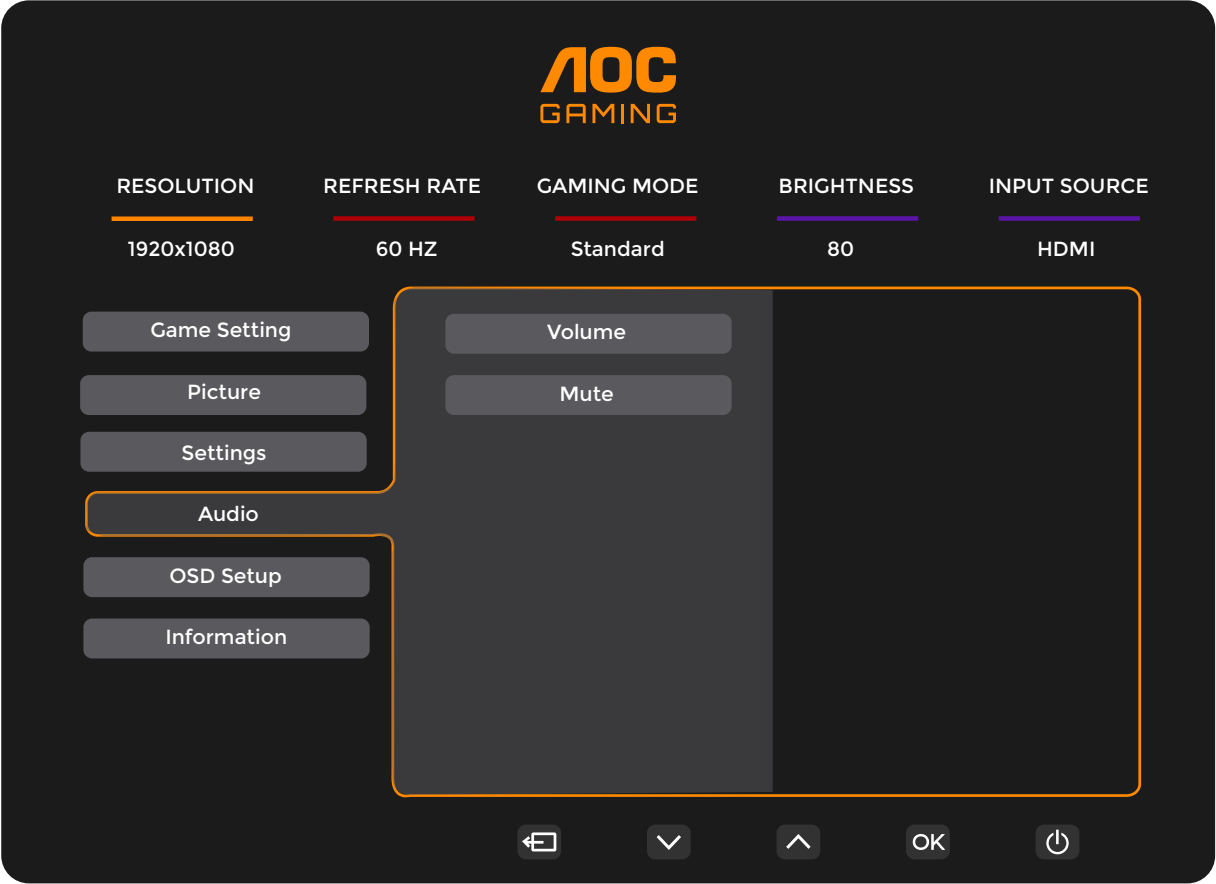 AOC
GAMING
RESOLUTION REFRESH RATE GAMING MODE BRIGHTNESS INPUT SOURCE
1920x1080 60 HZ Standard 80 HDMI
Game Setting Volume
Picture Mute
Settings
Audio
OSD Setup
Information
OK